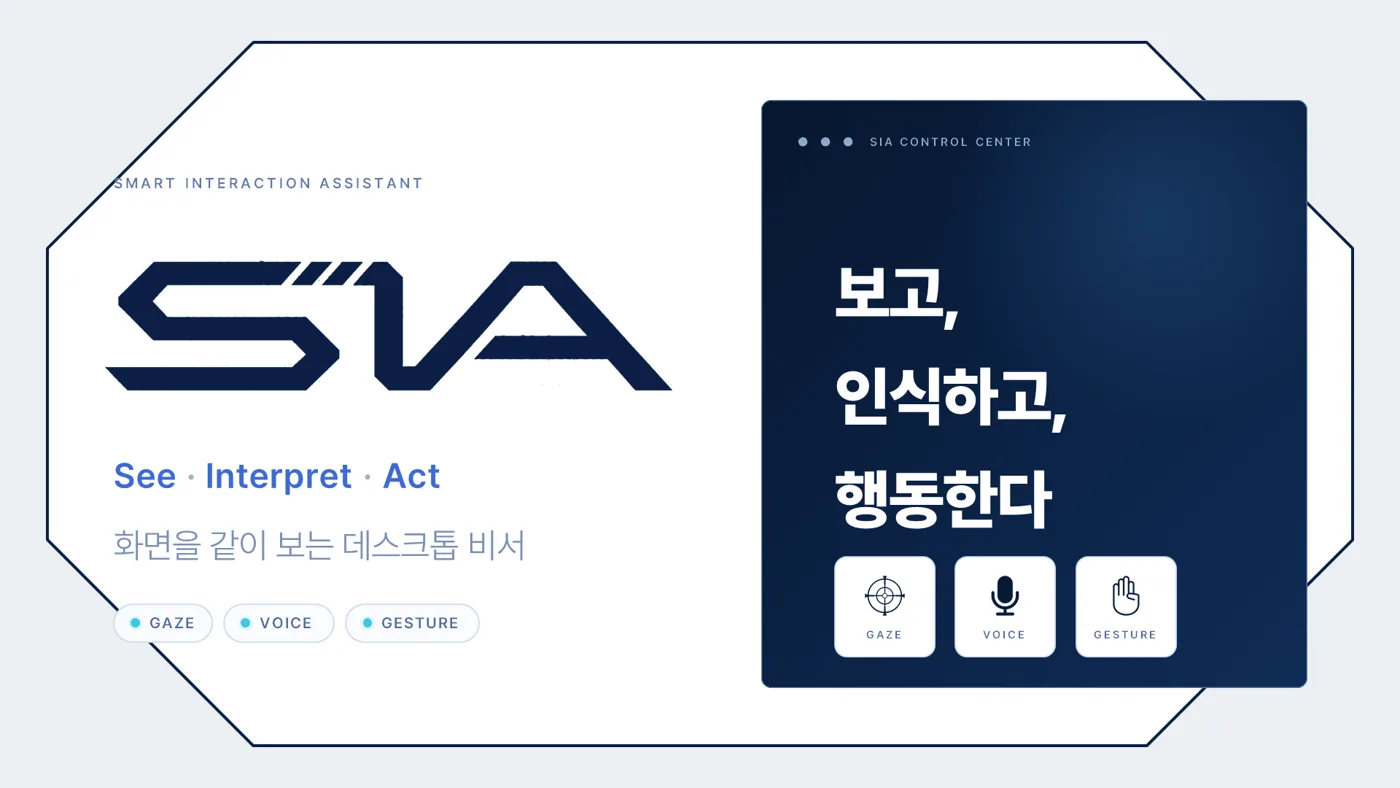 SMART INTERACTION ASSISTANT
SIA
See · Interpret · Act
화면을 같이 보는 데스크톱 비서
GAZE
VOICE
GESTURE
SIA CONTROL CENTER
보고,
인식하고,
행동한다
GAZE
VOICE
GESTURE